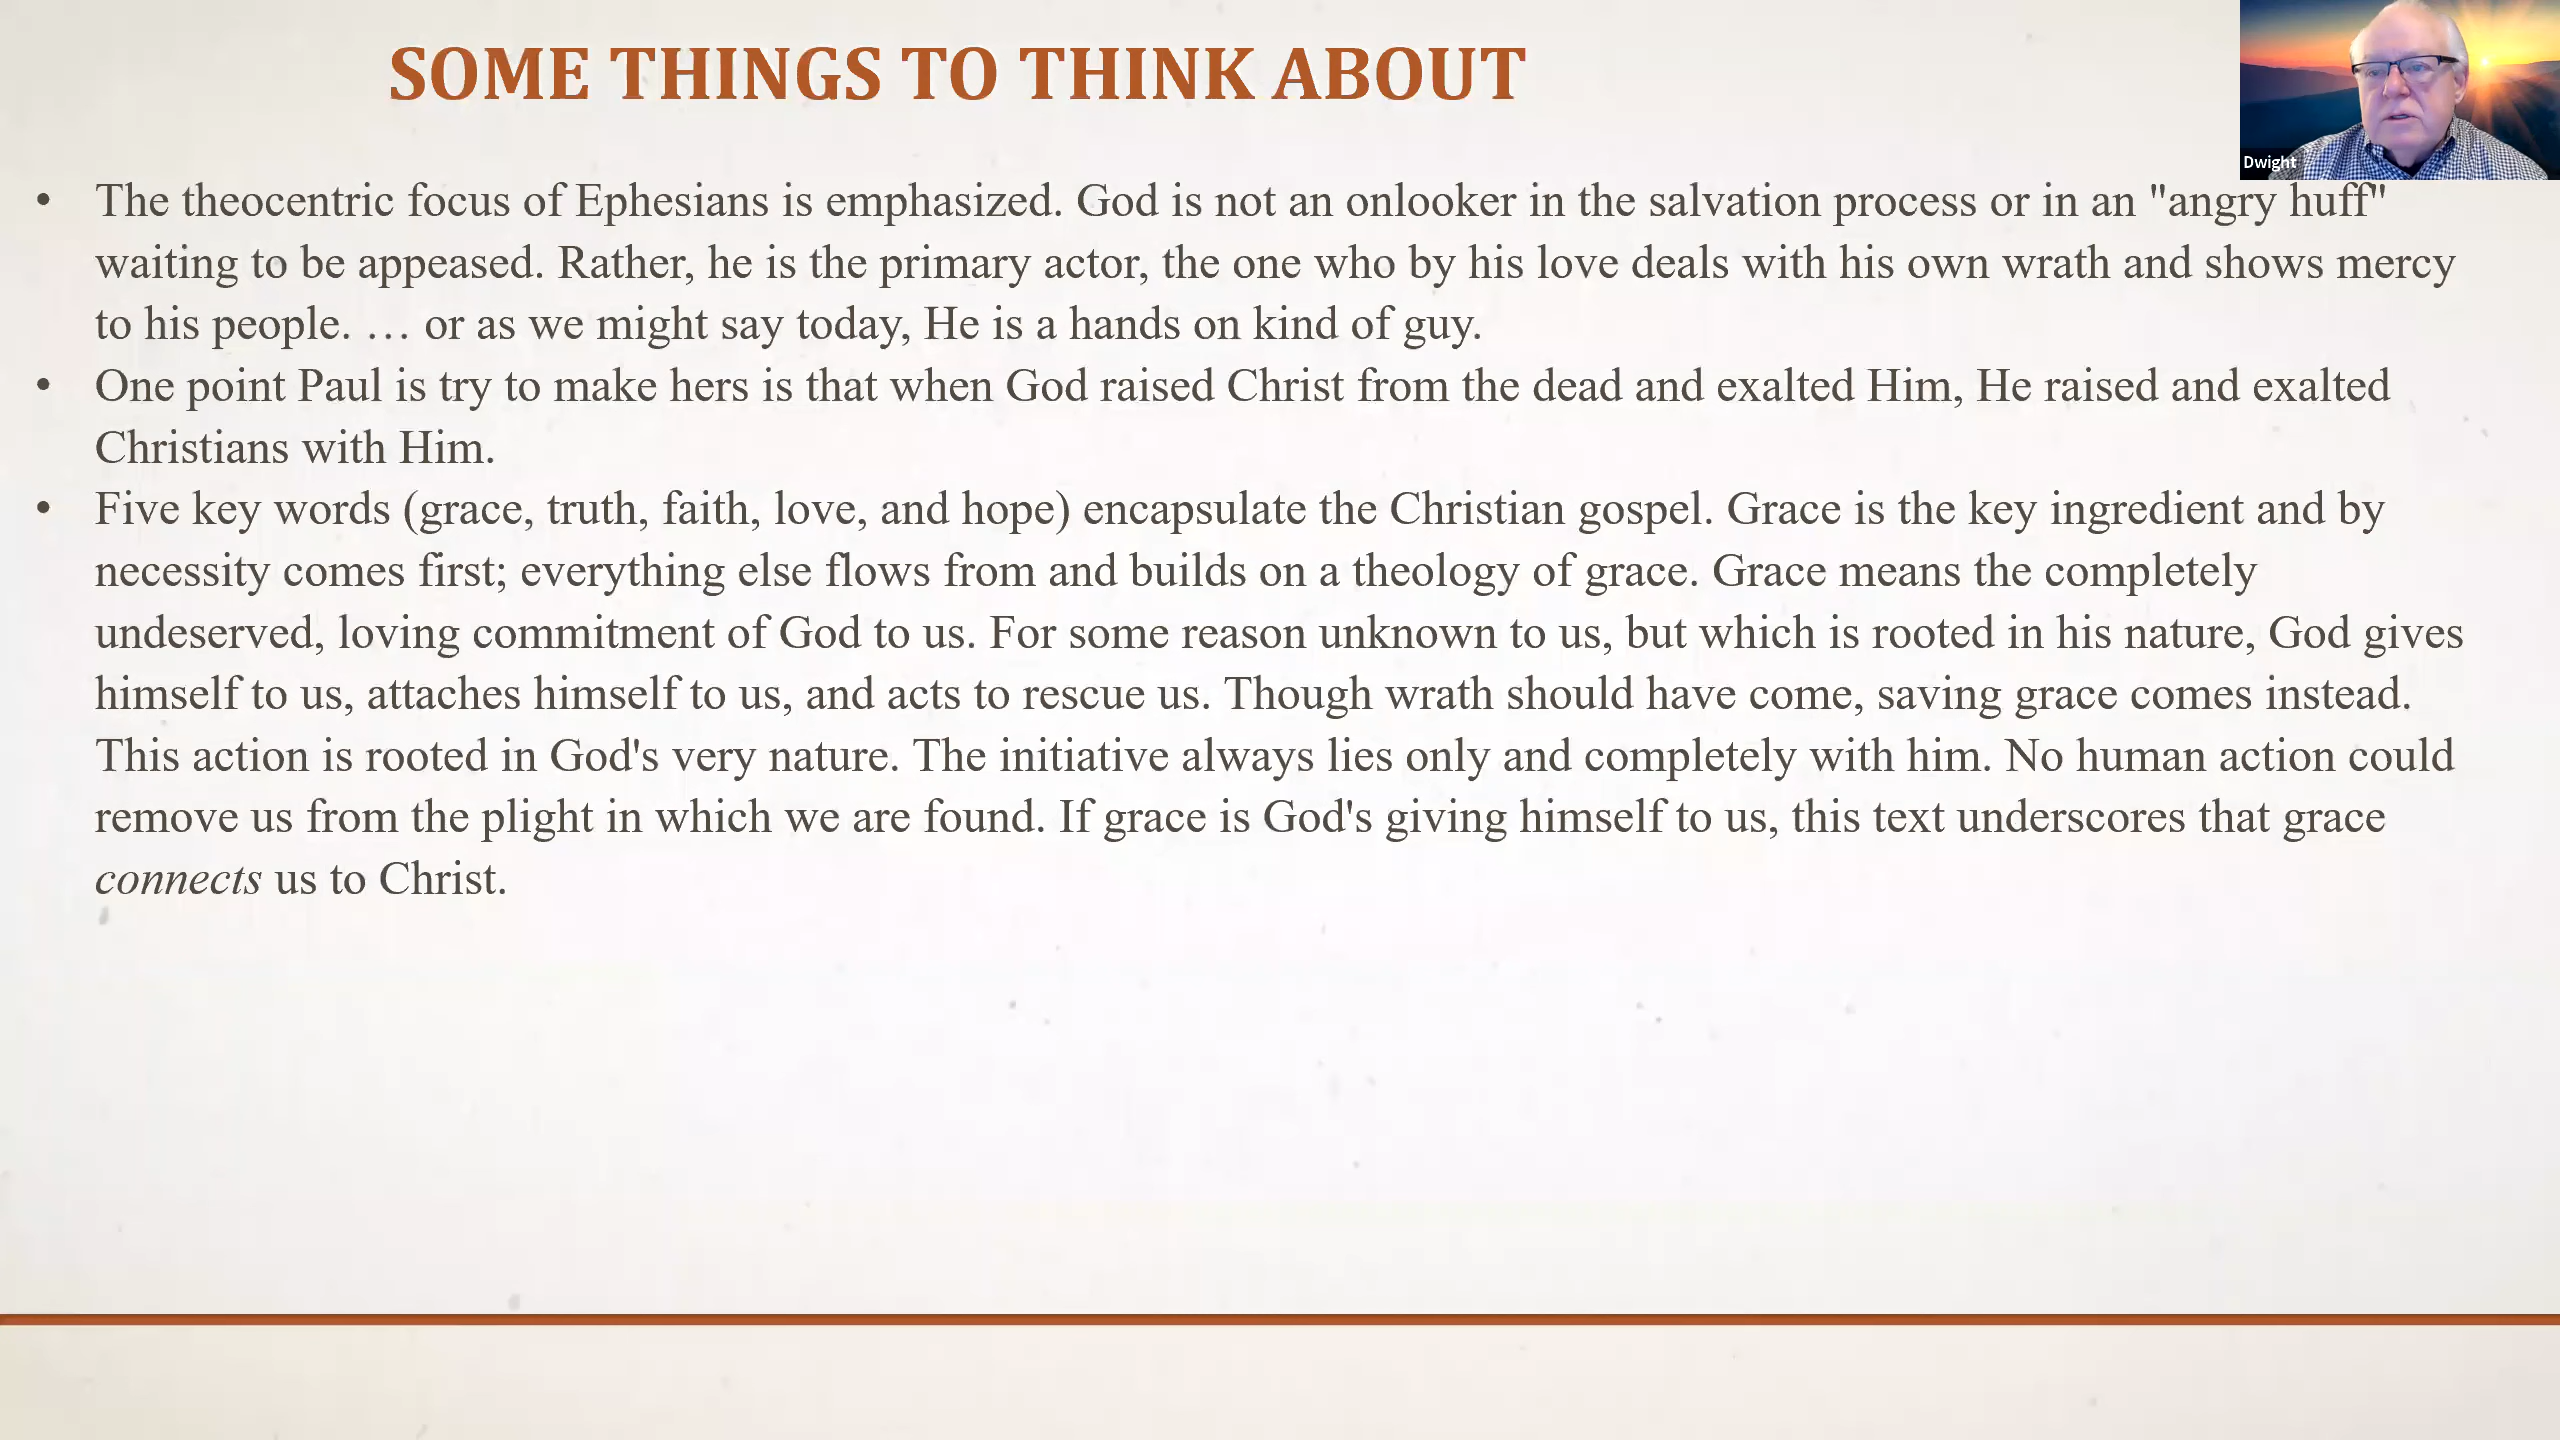 SOME THINGS TO THINK ABOUT
Dwight
• The theocentric focus of Ephesians is emphasized. God is not an onlooker in the salvation process or in an "angry huff"
waiting to be appeased. Rather, he is the primary actor, the one who by his love deals with his own wrath and shows mercy
to his people. … or as we might say today, He is a hands on kind of guy.
• One point Paul is try to make hers is that when God raised Christ from the dead and exalted Him, He raised and exalted
Christians with Him.
• Five key words (grace, truth, faith, love, and hope) encapsulate the Christian gospel. Grace is the key ingredient and by
necessity comes first; everything else flows from and builds on a theology of grace. Grace means the completely
undeserved, loving commitment of God to us. For some reason unknown to us, but which is rooted in his nature, God gives
himself to us, attaches himself to us, and acts to rescue us. Though wrath should have come, saving grace comes instead.
This action is rooted in God's very nature. The initiative always lies only and completely with him. No human action could
remove us from the plight in which we are found. If grace is God's giving himself to us, this text underscores that grace
connects us to Christ.